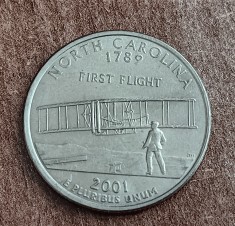 NORTH CAROLINA
1789
FIRST FLIGHT
2001
E PLURIBUS UNUM